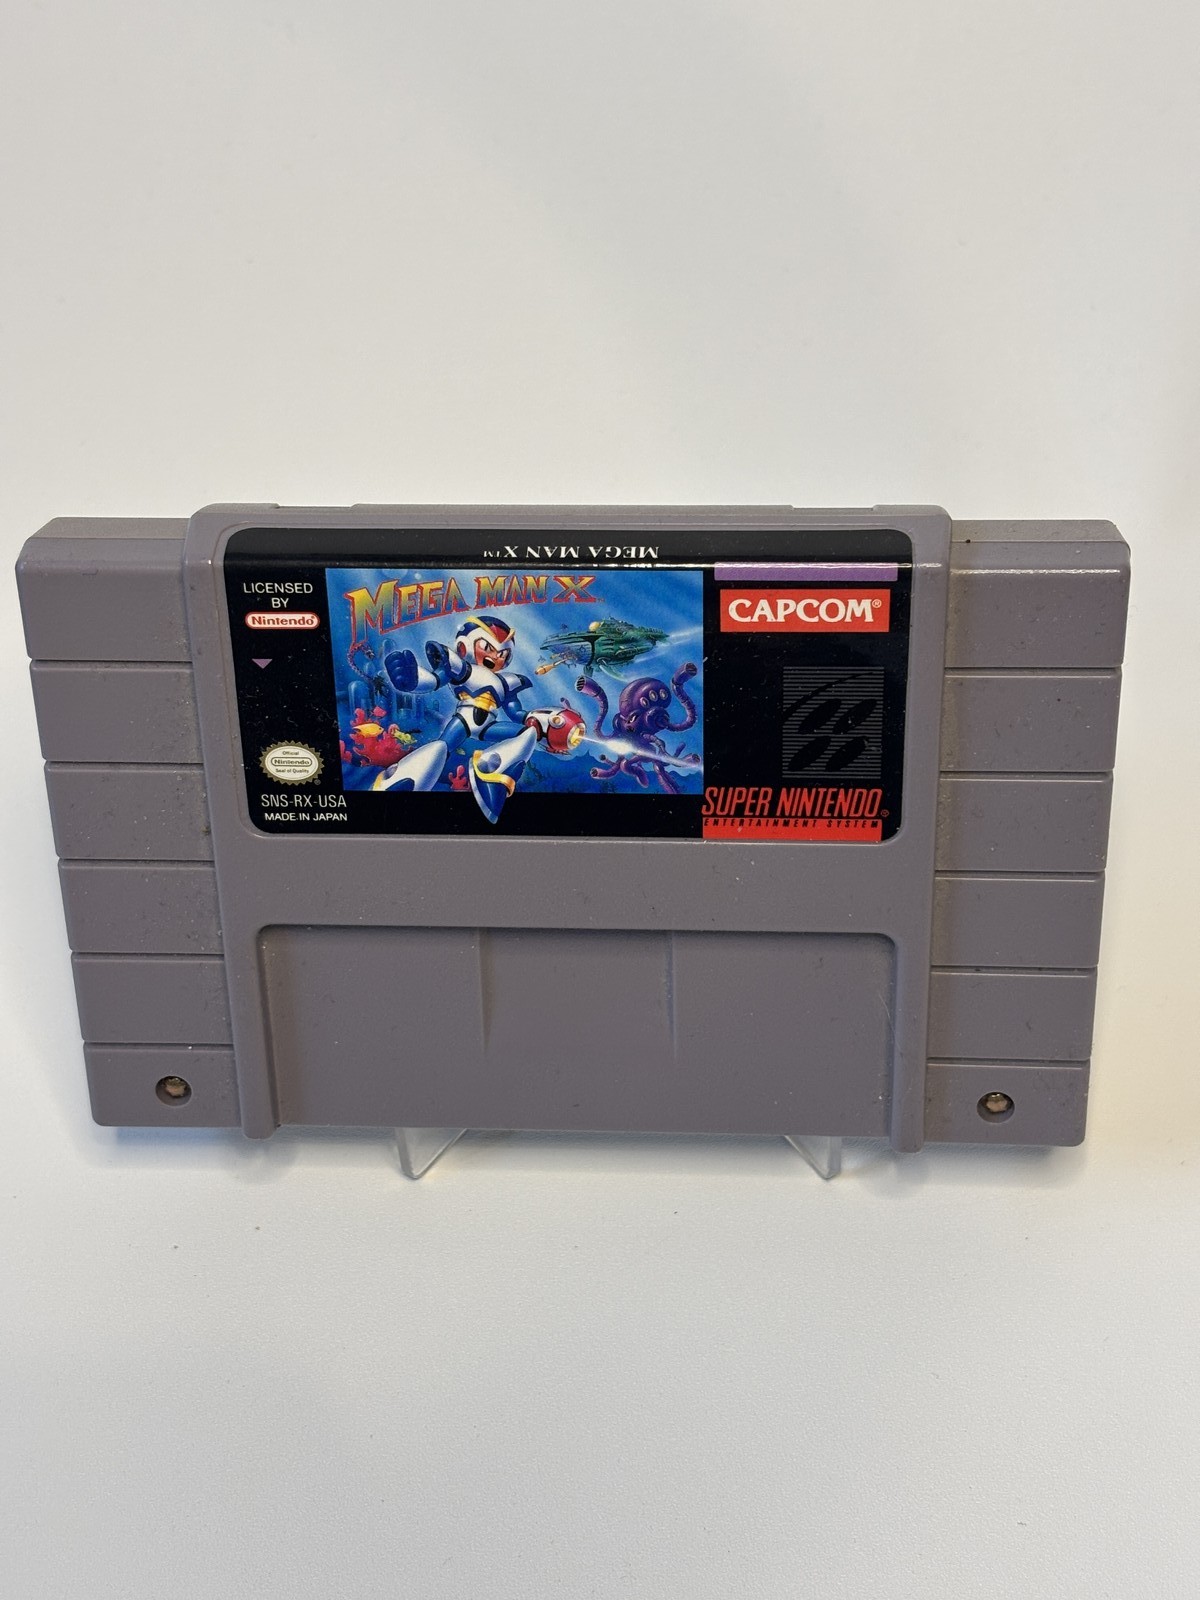 MEGA MAN X™
LICENSED
BY
Nintendo®
MEGA MAN X™
CAPCOM®
Official
Nintendo
Seal of Quality
SNS-RX-USA
MADE IN JAPAN
SUPER NINTENDO®
ENTERTAINMENT SYSTEM